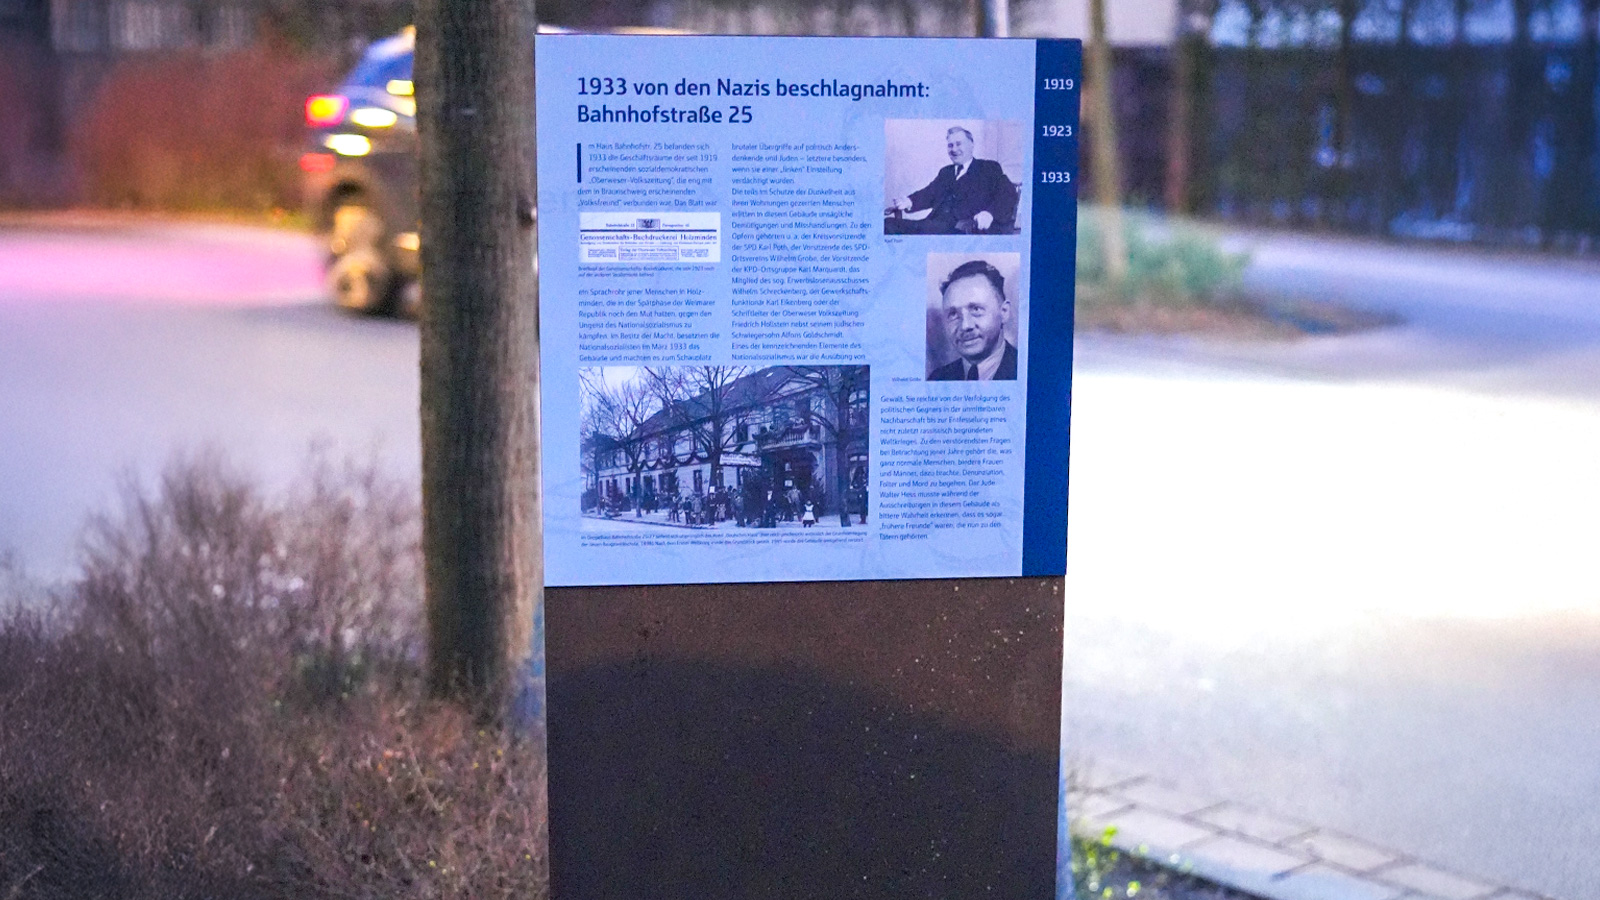 1933 von den Nazis beschlagnahmt:
Bahnhofstraße 25
1919
1923
1933
Im Haus Bahnhofstr. 25 befanden sich
1933 die Geschäftsräume der seit 1919
erscheinenden sozialdemokratischen
„Oberweser-Volkszeitung“, die eng mit
dem in Braunschweig erscheinenden
„Volksfreund“ verbunden war. Das Blatt war
Genossenschafts-Buchdruckerei Holzminden
ein Sprachrohr jener Menschen in Holz-
minden, die in der Spätphase der Weimarer
Republik noch den Mut hatten, gegen den
Ungeist des Nationalsozialismus zu
kämpfen. Im Besitz der Macht, besetzten die
Nationalsozialisten im März 1933 das
Gebäude und machten es zum Schauplatz
brutaler Übergriffe auf politisch Anders-
denkende und Juden – letztere besonders,
wenn sie einer „linken“ Einstellung
verdächtigt wurden.
Die teils im Schutze der Dunkelheit aus
ihren Wohnungen gezerrten Menschen
erlitten in diesem Gebäude unsägliche
Demütigungen und Misshandlungen. Zu den
Opfern gehörten u. a. der Kreisvorsitzende
der SPD Karl Poth, der Vorsitzende des SPD-
Ortsvereins Wilhelm Grobe, der Vorsitzende
der KPD-Ortsgruppe Karl Marquardt, das
Mitglied des sog. Erwerbslosenausschusses
Wilhelm Schreckenberg, der Gewerkschafts-
funktionär Karl Eikenberg oder der
Schriftleiter der Oberweser Volkszeitung
Friedrich Hollstein nebst seinem jüdischen
Schwiegersohn Alfons Goldschmidt.
Eines der kennzeichnenden Elemente des
Nationalsozialismus war die Ausübung von
Karl Poth
Wilhelm Grobe
Gewalt. Sie reichte von der Verfolgung des
politischen Gegners in der unmittelbaren
Nachbarschaft bis zur Entfesselung eines
nicht zuletzt rassistisch begründeten
Weltkrieges. Zu den verstörendsten Fragen
bei Betrachtung jener Jahre gehört die, was
ganz normale Menschen, biedere Frauen
und Männer, dazu brachte, Denunziation,
Folter und Mord zu begehen. Der Jude
Walter Hess musste während der
Ausschreitungen in diesem Gebäude als
bittere Wahrheit erkennen, dass es sogar
„frühere Freunde“ waren, die nun zu den
Tätern gehörten.